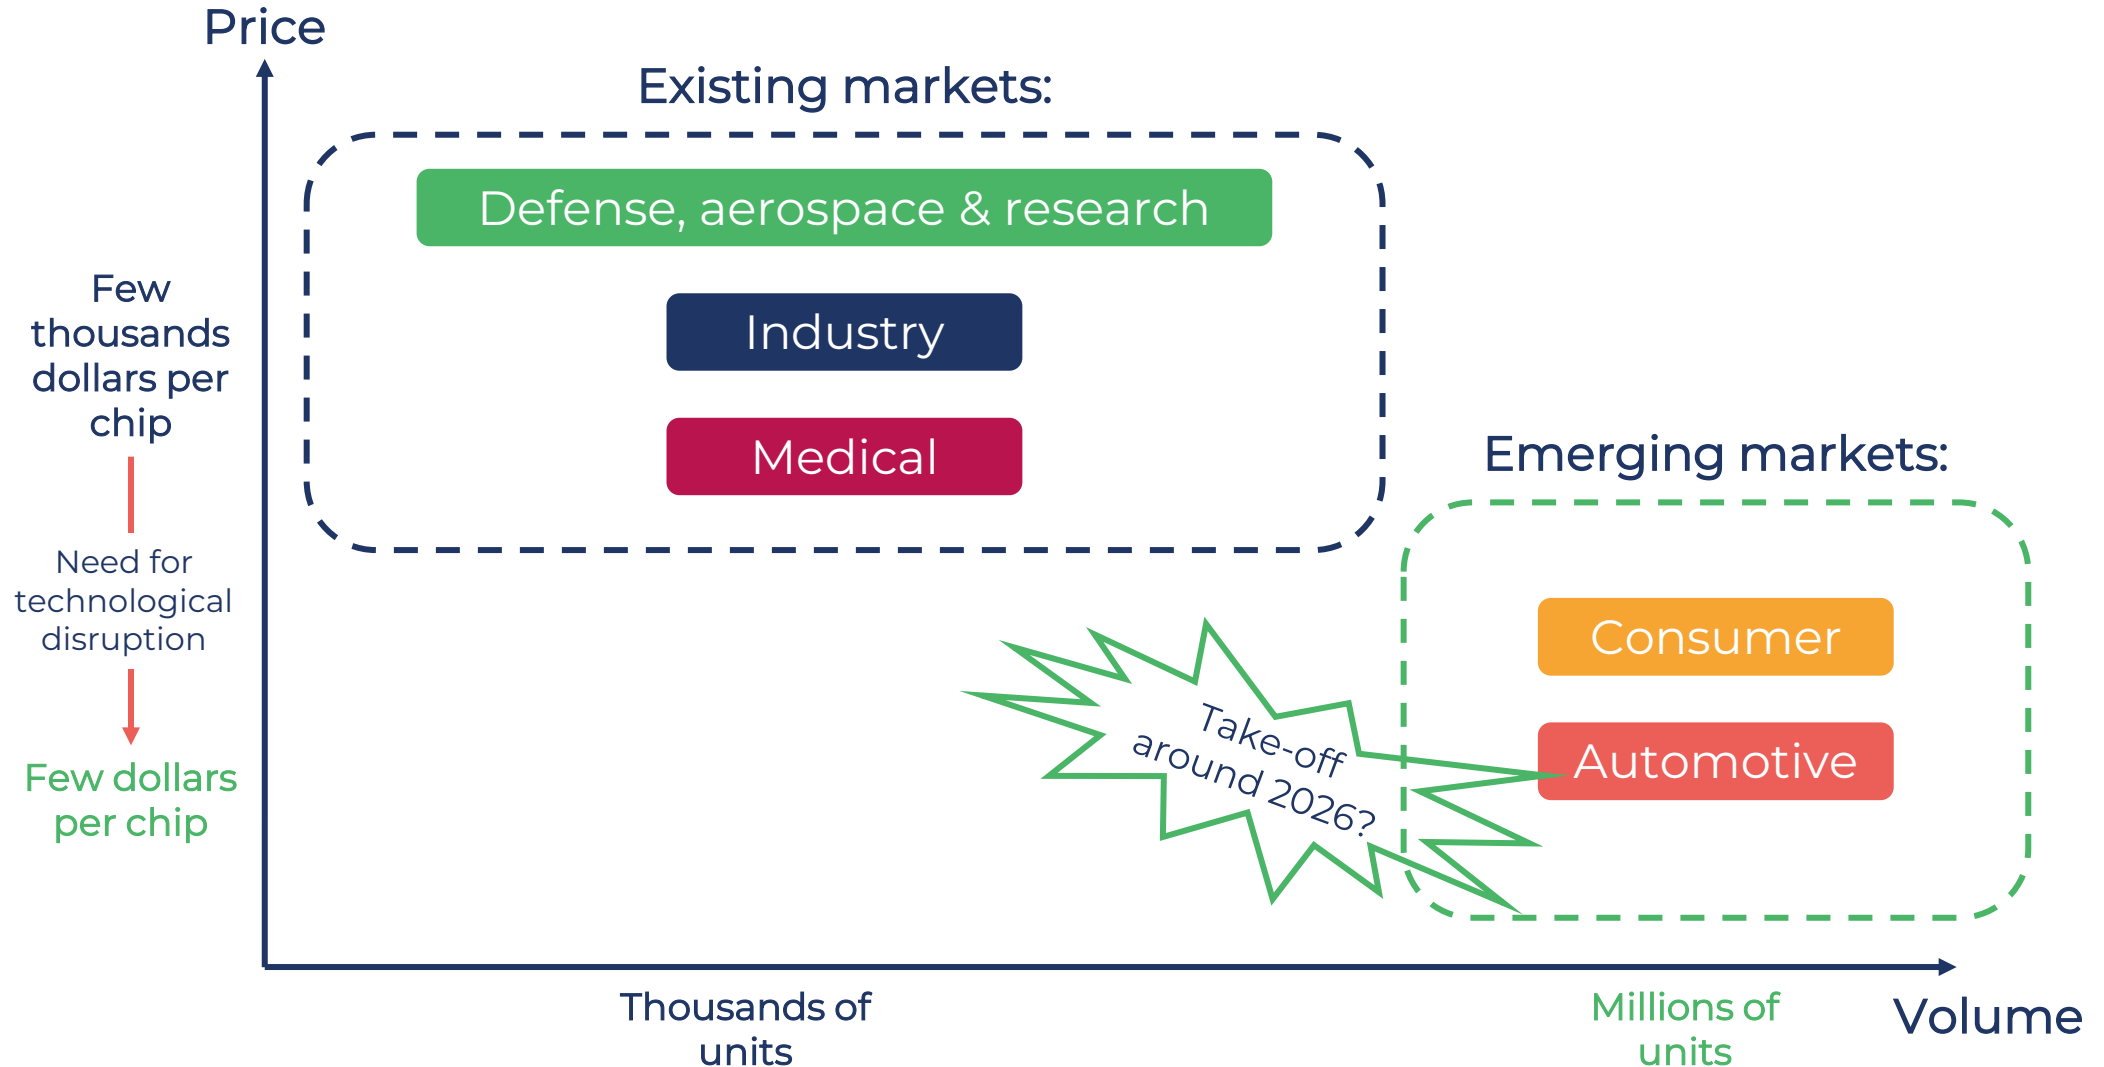 Price
Existing markets:
Defense, aerospace & research
Industry
Medical
Few
thousands
dollars per
chip
Need for
technological
disruption
Few dollars
per chip
Emerging markets:
Consumer
Automotive
Take-off
around 2026?
Thousands of
units
Millions of
units
Volume